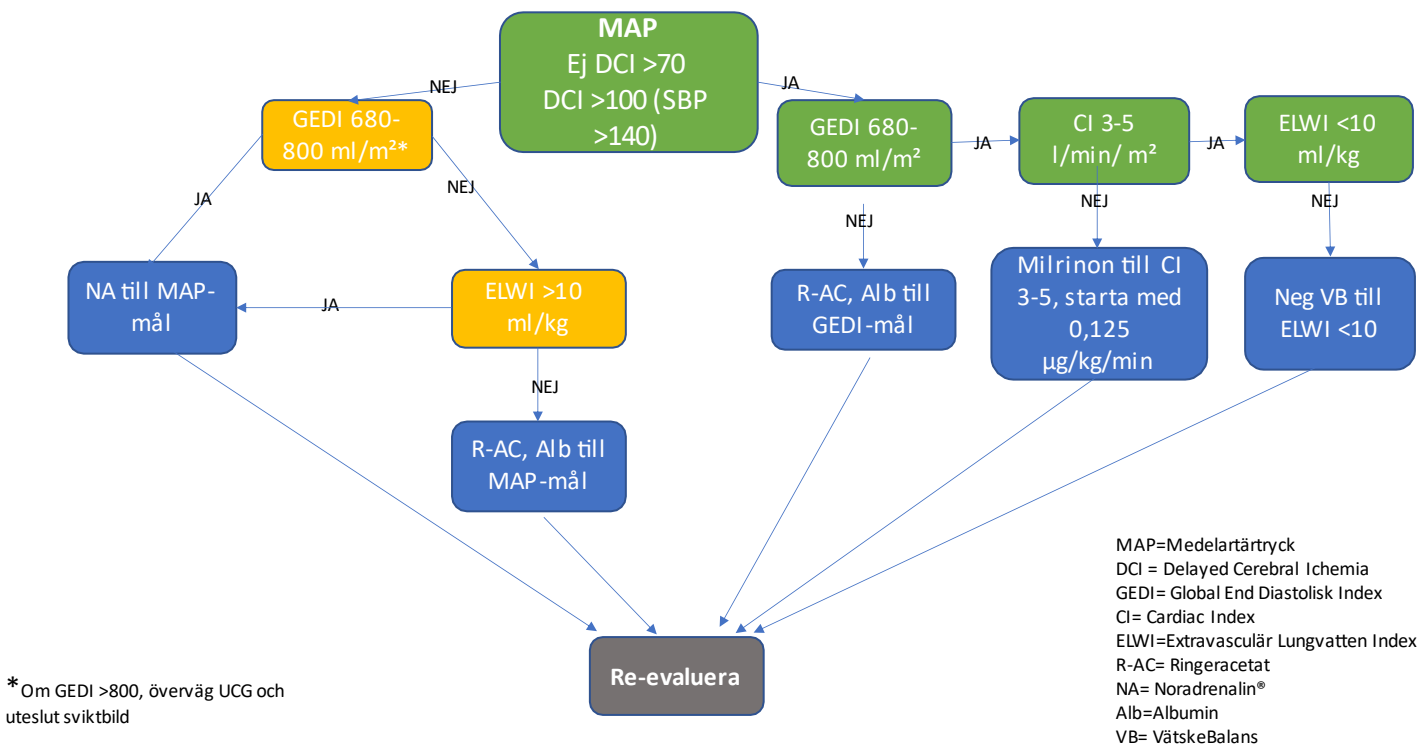 MAP
Ej DCI >70
DCI >100 (SBP
>140)
NEJ
JA
GEDI 680-
800 ml/m²*
GEDI 680-
800 ml/m²
JA
CI 3-5
l/min/ m²
JA
ELWI <10
ml/kg
JA
NEJ
NEJ
NEJ
NEJ
NA till MAP-
mål
JA
ELWI >10
ml/kg
R-AC, Alb till
GEDI-mål
Milrinon till CI
3-5, starta med
0,125
µg/kg/min
Neg VB till
ELWI <10
NEJ
R-AC, Alb till
MAP-mål
Re-evaluera
*Om GEDI >800, överväg UCG och
uteslut sviktbild
MAP=Medelartärtryck
DCI = Delayed Cerebral Ichemia
GEDI= Global End Diastolisk Index
CI= Cardiac Index
ELWI=Extravasculär Lungvatten Index
R-AC= Ringeracetat
NA= Noradrenalin®
Alb=Albumin
VB= VätskeBalans